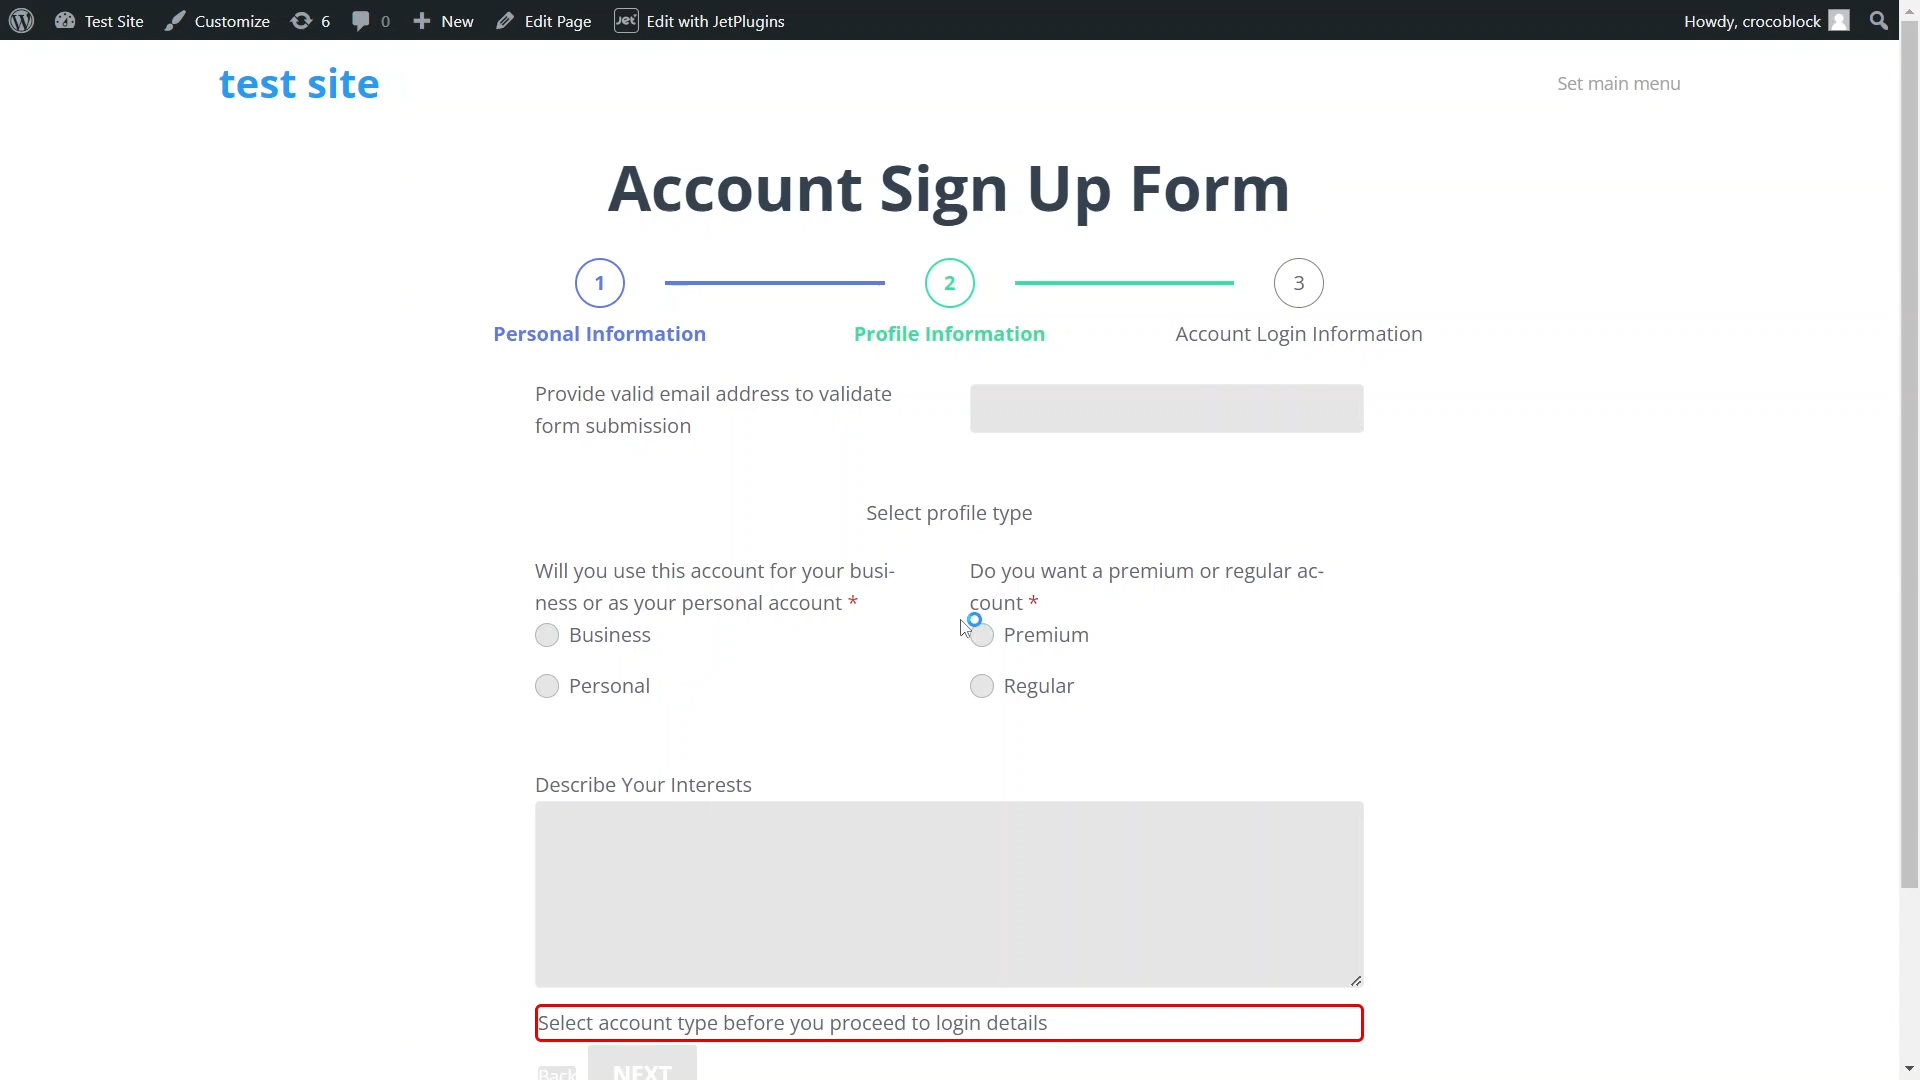 Test Site Customize 6 0 New Edit Page Jet Edit with JetPlugins Howdy, crocoblock
test site
Set main menu
Account Sign Up Form
1 2 3
Personal Information Profile Information Account Login Information
Provide valid email address to validate
form submission
Select profile type
Will you use this account for your busi-
ness or as your personal account *
Business
Personal
Do you want a premium or regular ac-
count *
Premium
Regular
Describe Your Interests
Select account type before you proceed to login details
Back NEXT